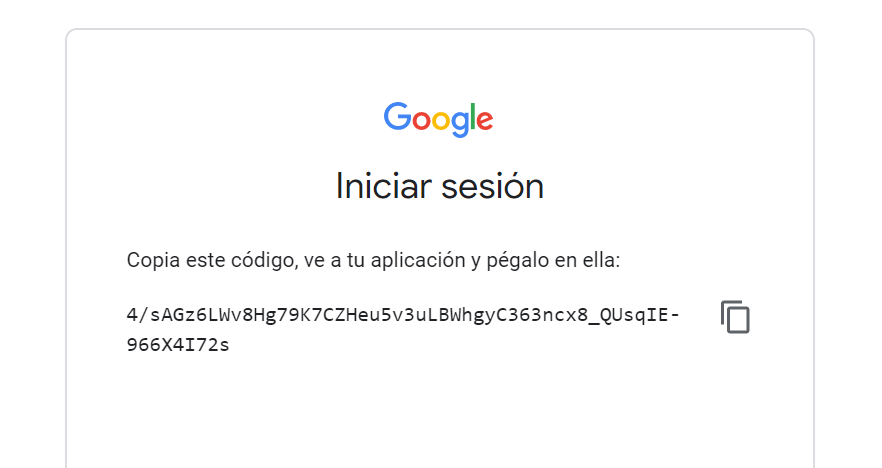 Google
Iniciar sesión
Copia este código, ve a tu aplicación y pégalo en ella:
4/sAGz6LWv8Hg79K7CZHeu5v3uLBWhgyC363ncx8_QUsqIE-
966X4I72s